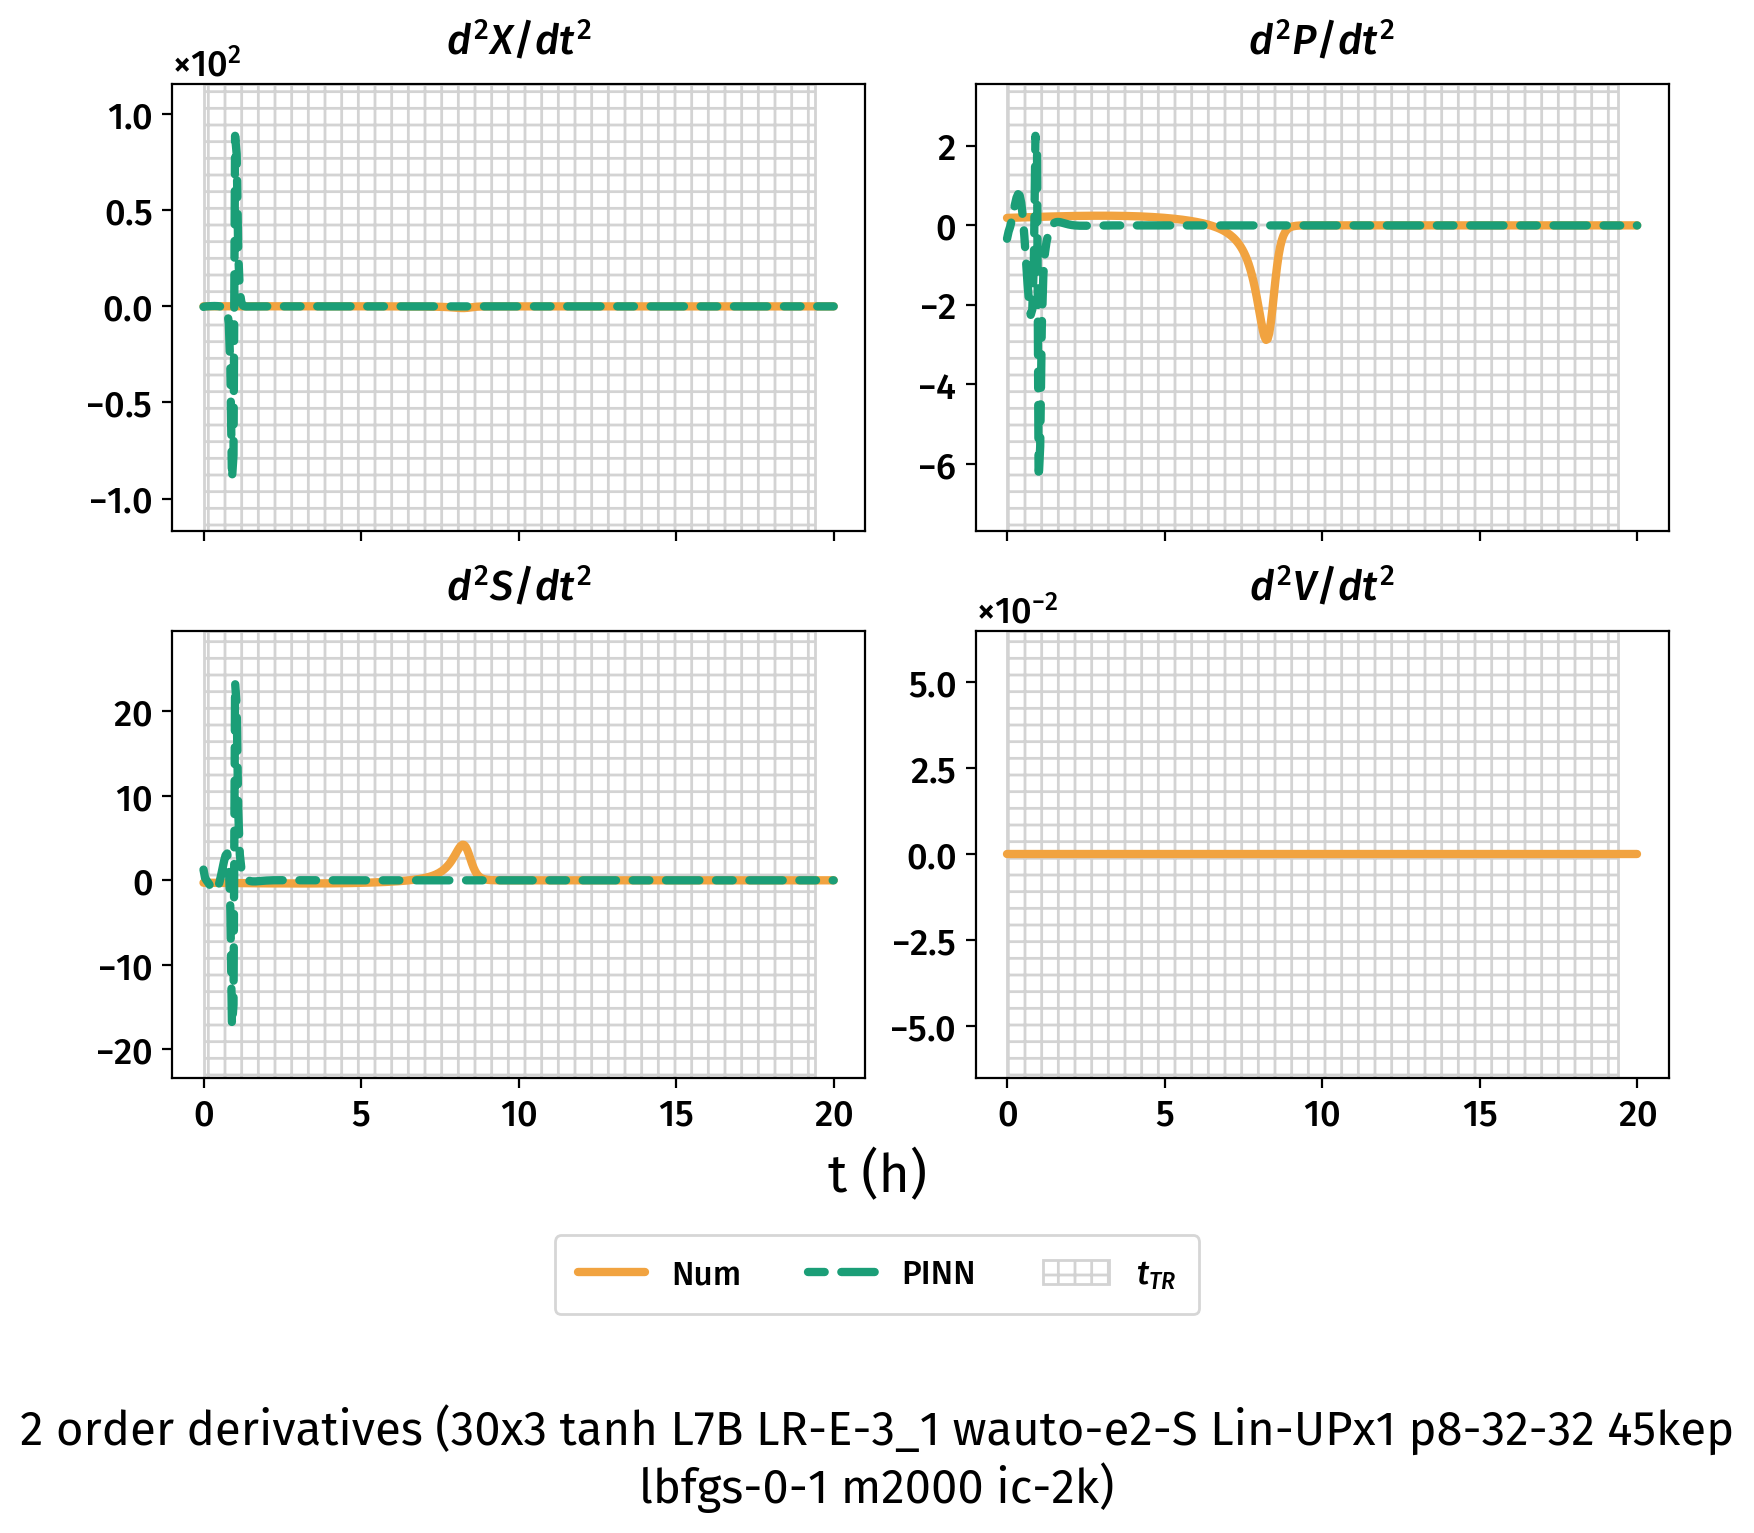 d²X/dt²
×10²
1.0
0.5
0.0
−0.5
−1.0
d²P/dt²
2
0
−2
−4
−6
d²S/dt²
20
10
0
−10
−20
0 5 10 15 20
d²V/dt²
×10⁻²
5.0
2.5
0.0
−2.5
−5.0
0 5 10 15 20
t (h)
Num PINN t_TR
2 order derivatives (30x3 tanh L7B LR-E-3_1 wauto-e2-S Lin-UPx1 p8-32-32 45kep
lbfgs-0-1 m2000 ic-2k)